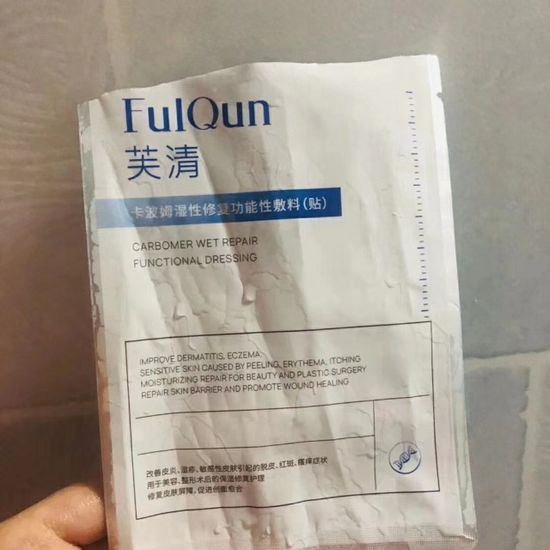 FulQun
芙清
卡波姆湿性修复功能性敷料(贴)
CARBOMER WET REPAIR
FUNCTIONAL DRESSING
IMPROVE DERMATITIS, ECZEMA,
SENSITIVE SKIN CAUSED BY PEELING, ERYTHEMA, ITCHING
MOISTURIZING REPAIR FOR BEAUTY AND PLASTIC SURGERY
REPAIR SKIN BARRIER AND PROMOTE WOUND HEALING
改善皮炎、湿疹、敏感性皮肤引起的脱皮、红斑、瘙痒症状
用于美容、整形术后的保湿修复护理
修复皮肤屏障,促进创面愈合